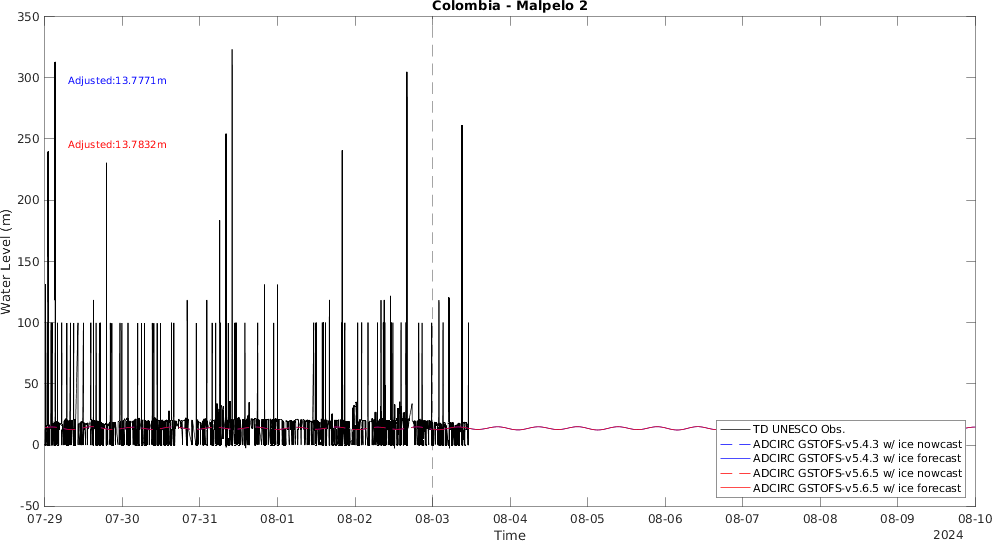 Colombia - Malpelo 2
350
300
250
200
150
100
50
0
-50
Water Level (m)
Adjusted:13.7771m
Adjusted:13.7832m
TD UNESCO Obs.
ADCIRC GSTOFS-v5.4.3 w/ ice nowcast
ADCIRC GSTOFS-v5.4.3 w/ ice forecast
ADCIRC GSTOFS-v5.6.5 w/ ice nowcast
ADCIRC GSTOFS-v5.6.5 w/ ice forecast
07-29 07-30 07-31 08-01 08-02 08-03 08-04 08-05 08-06 08-07 08-08 08-09 08-10
Time
2024